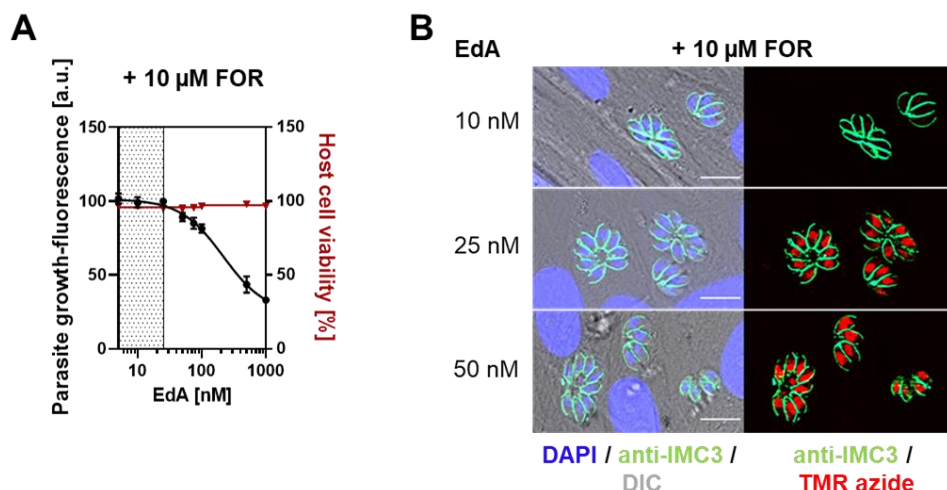 A
+ 10 µM FOR
Parasite growth-fluorescence [a.u.]
150
100
50
0
150
100
50
0
Host cell viability [%]
10
100
1000
EdA [nM]
B
EdA
+ 10 µM FOR
10 nM
25 nM
50 nM
DAPI / anti-IMC3 /
DIC
anti-IMC3 /
TMR azide